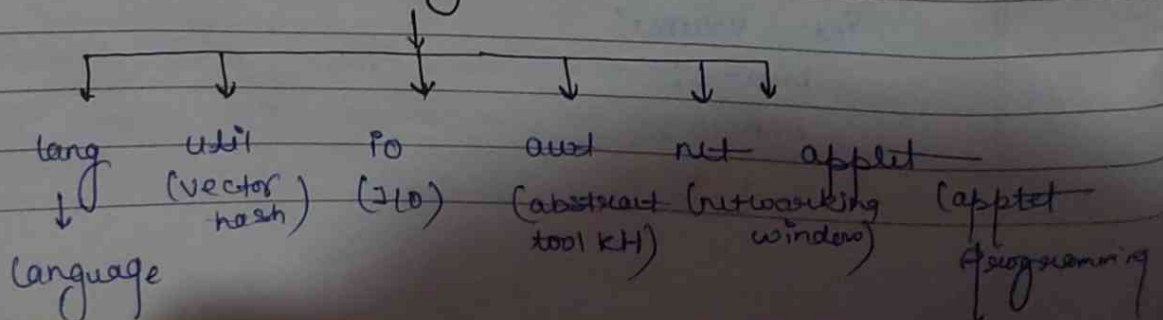 lang util io awt net applet
(vector (I/O) (abstract (networking (applet
hash) tool kit) window) programming
language